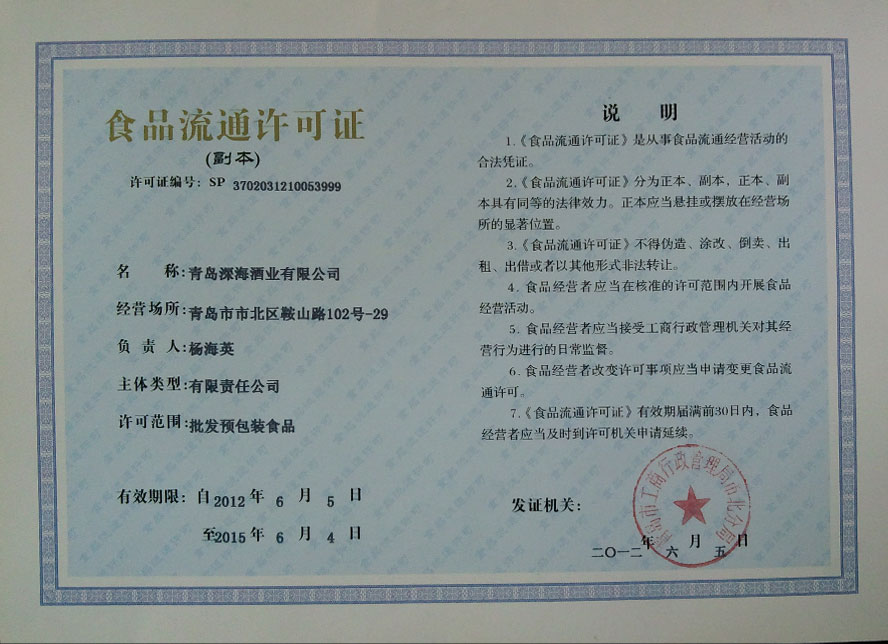 食品流通许可证
(副本)
许可证编号：SP 3702031210053999
名 称：青岛深海酒业有限公司
经营场所：青岛市市北区鞍山路102号-29
负 责 人：杨海英
主体类型：有限责任公司
许可范围：批发预包装食品
有效期限：自2012年 6 月 5 日
至2015年 6 月 4 日
说 明
1.《食品流通许可证》是从事食品流通经营活动的
合法凭证。
2.《食品流通许可证》分为正本、副本，正本、副
本具有同等的法律效力。正本应当悬挂或摆放在经营场
所的显著位置。
3.《食品流通许可证》不得伪造、涂改、倒卖、出
租、出借或者以其他形式非法转让。
4. 食品经营者应当在核准的许可范围内开展食品
经营活动。
5. 食品经营者应当接受工商行政管理机关对其经
营行为进行的日常监督。
6. 食品经营者改变许可事项应当申请变更食品流
通许可。
7.《食品流通许可证》有效期届满前30日内，食品
经营者应当及时到许可机关申请延续。
发证机关：
青岛市工商行政管理局市北分局
二〇一二年 六 月 五 日